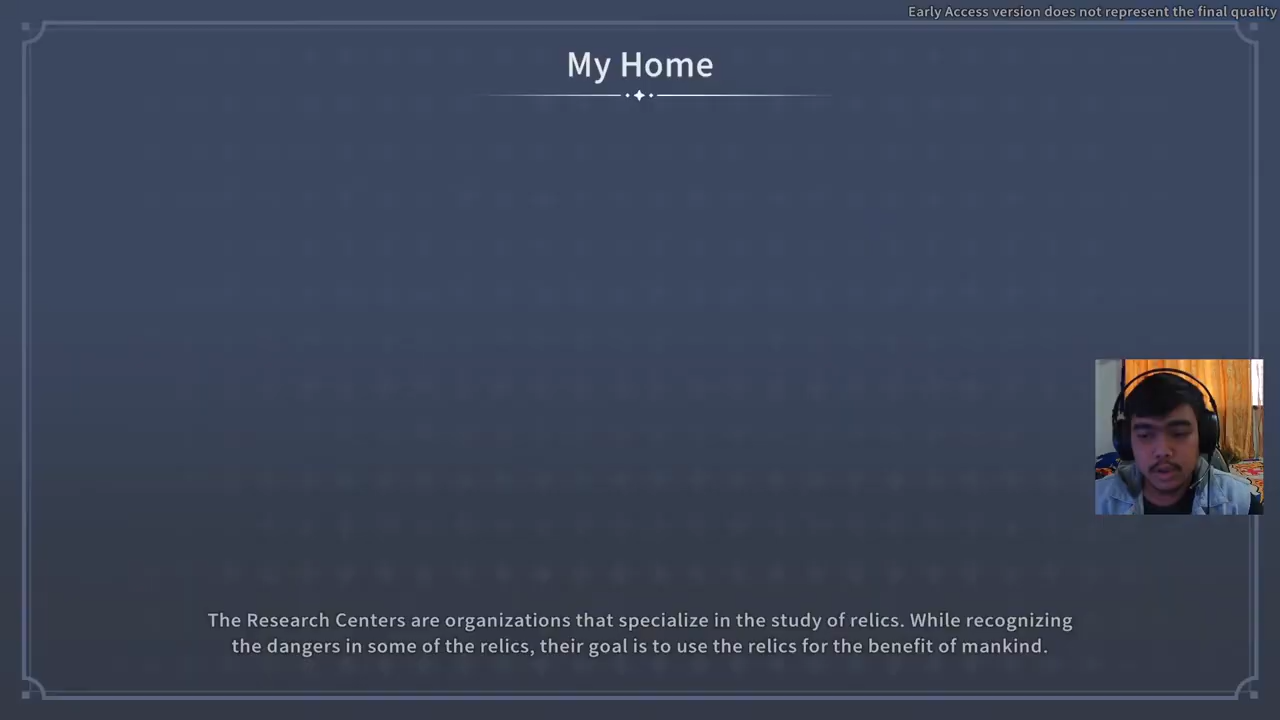 Early Access version does not represent the final quality
My Home
The Research Centers are organizations that specialize in the study of relics. While recognizing
the dangers in some of the relics, their goal is to use the relics for the benefit of mankind.